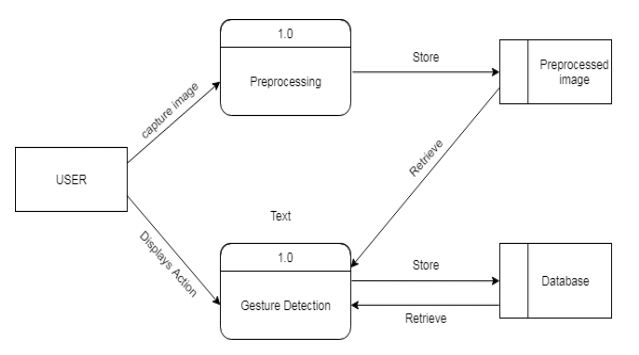 1.0
Preprocessing
Store
Preprocessed
image
capture image
USER
Retrieve
Text
Displays Action
1.0
Gesture Detection
Store
Database
Retrieve